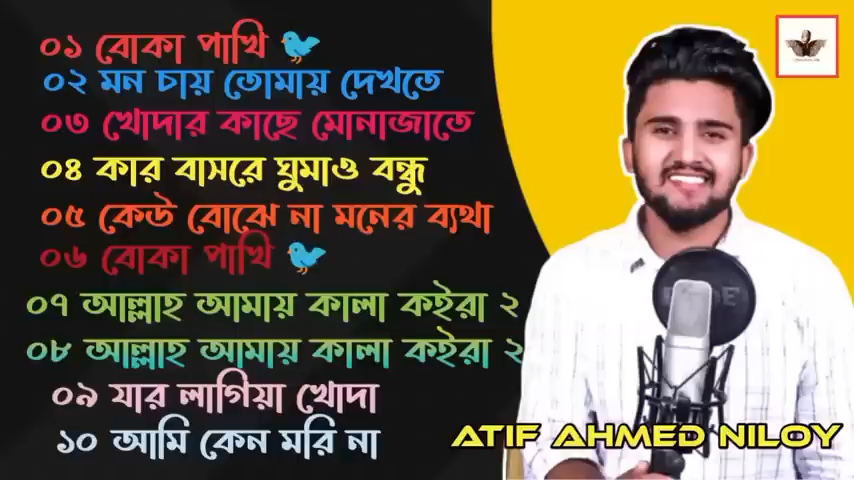 ০১ বোকা পাখি 🐦
০২ মন চায় তোমায় দেখতে
০৩ খোদার কাছে মোনাজাতে
০৪ কার বাসরে ঘুমাও বন্ধু
০৫ কেউ বোঝে না মনের ব্যথা
০৬ বোকা পাখি 🐦
০৭ আল্লাহ আমায় কালা কইরা ২
০৮ আল্লাহ আমায় কালা কইরা ২
০৯ যার লাগিয়া খোদা
১০ আমি কেন মরি না
ATIF AHMED NILOY